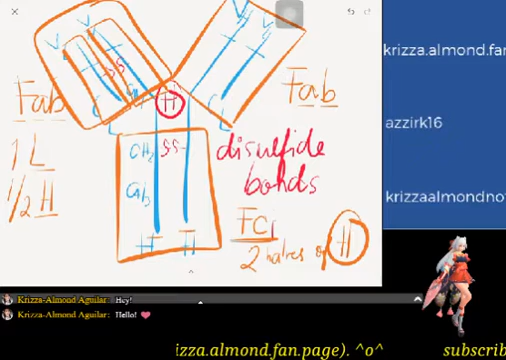 Fab
1 L
1/2 H
V
V
V
V
L
H
SS
H
Fab
CH2
CH3
SS
disulfide
bonds
FC
2 halves of H
H
H
krizza.almond.fan
azzirk16
krizzaalmondno
Krizza-Almond Aguilar: Hey!
Krizza-Almond Aguilar: Hello! ❤
izza.almond.fan.page). ^o^
subscrib